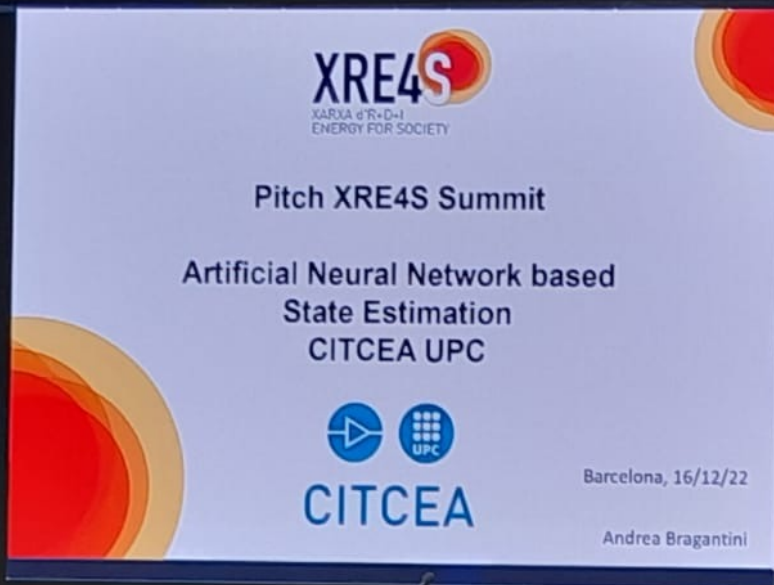 XRE4S
XARXA d'R+D+I
ENERGY FOR SOCIETY
Pitch XRE4S Summit
Artificial Neural Network based
State Estimation
CITCEA UPC
UPC
CITCEA
Barcelona, 16/12/22
Andrea Bragantini